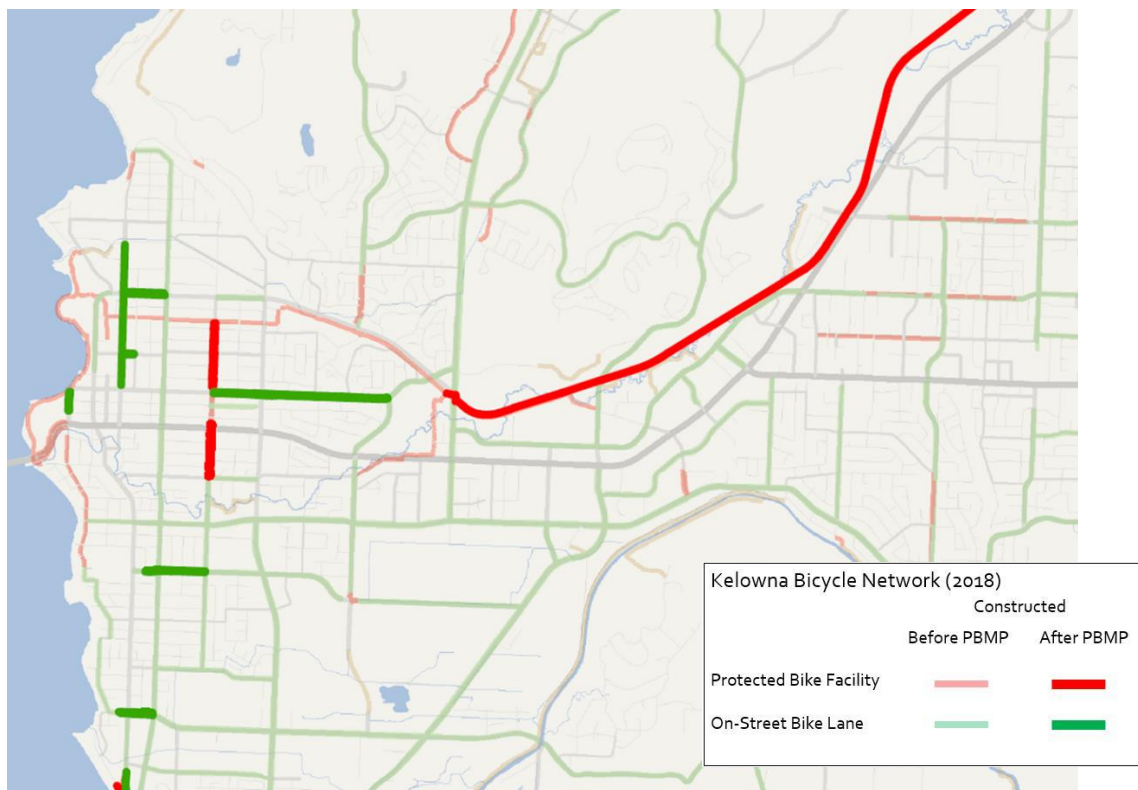 Kelowna Bicycle Network (2018)
Constructed
Before PBMP After PBMP
Protected Bike Facility
On-Street Bike Lane